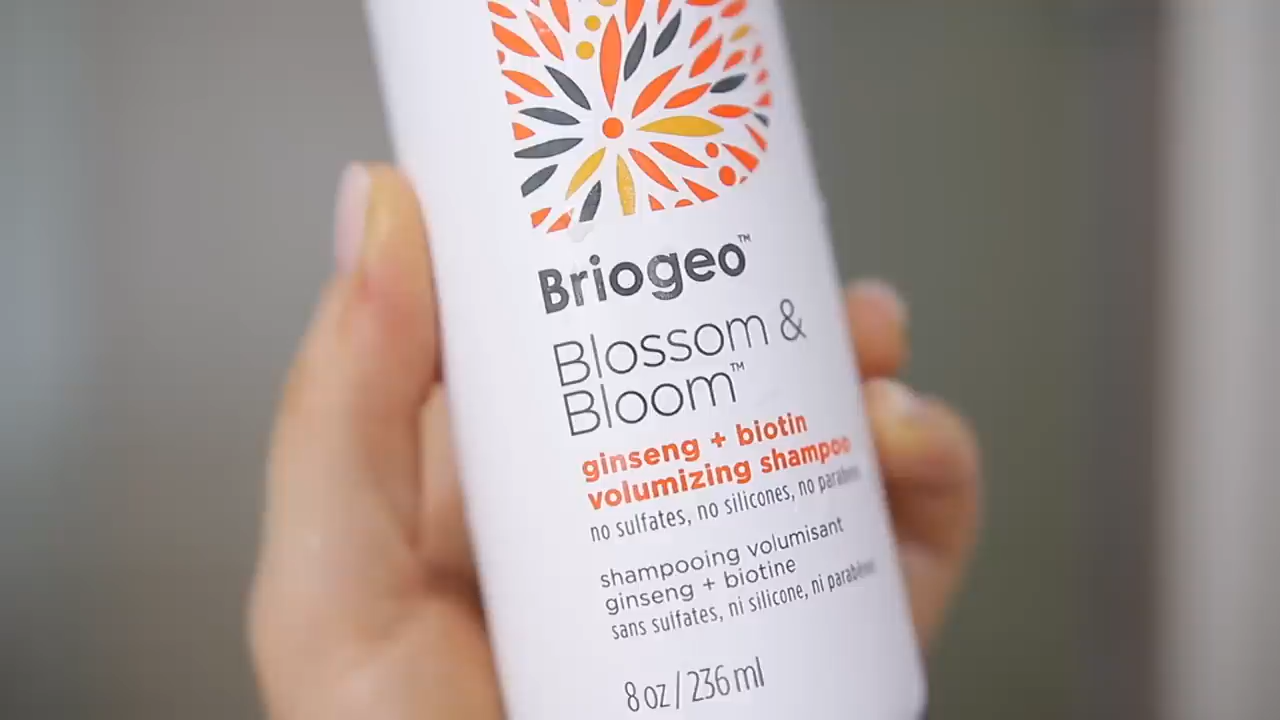 Briogeo™
Blossom &
Bloom™
ginseng + biotin
volumizing shampoo
no sulfates, no silicones, no parabens
shampooing volumisant
ginseng + biotine
sans sulfates, ni silicone, ni parabènes
8 oz / 236 ml